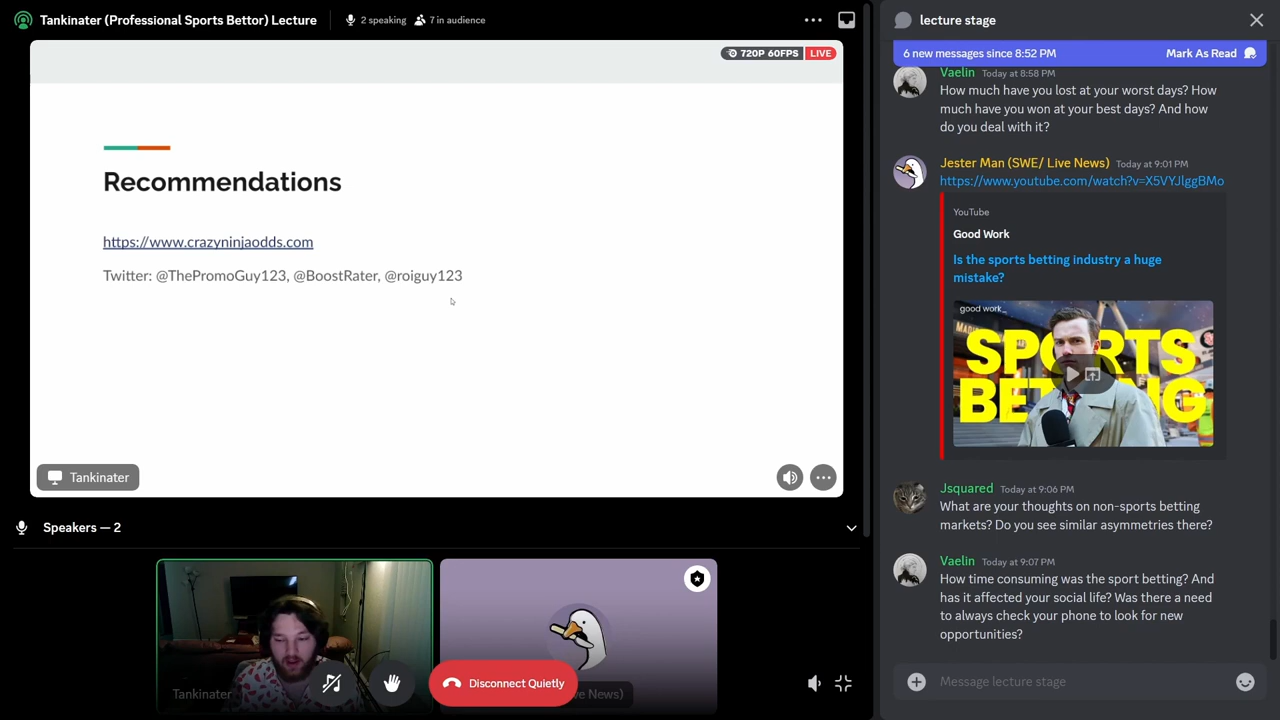 Tankinater (Professional Sports Bettor) Lecture
2 speaking
7 in audience
720P 60FPS
LIVE
Recommendations
https://www.crazyninjaodds.com
Twitter: @ThePromoGuy123, @BoostRater, @roiguy123
Tankinater
Speakers — 2
Tankinater
Disconnect Quietly
e News)
lecture stage
6 new messages since 8:52 PM
Mark As Read
Vaelin Today at 8:58 PM
How much have you lost at your worst days? How
much have you won at your best days? And how
do you deal with it?
Jester Man (SWE/ Live News) Today at 9:01 PM
https://www.youtube.com/watch?v=X5VYJlggBMo
YouTube
Good Work
Is the sports betting industry a huge
mistake?
good work_
SPORTS
BETTING
Jsquared Today at 9:06 PM
What are your thoughts on non-sports betting
markets? Do you see similar asymmetries there?
Vaelin Today at 9:07 PM
How time consuming was the sport betting? And
has it affected your social life? Was there a need
to always check your phone to look for new
opportunities?
Message lecture stage